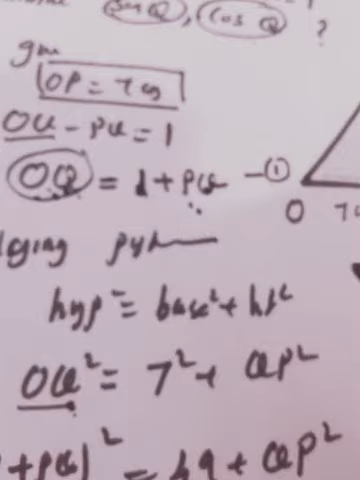 Sin Q, Cos Q
?
OP = 7 cm
OQ - PQ = 1
OQ = 1 + PQ - ①
O 7c
hyp² = base² + ht²
OQ² = 7² + QP²
+ PQ)² = 49 + QP²